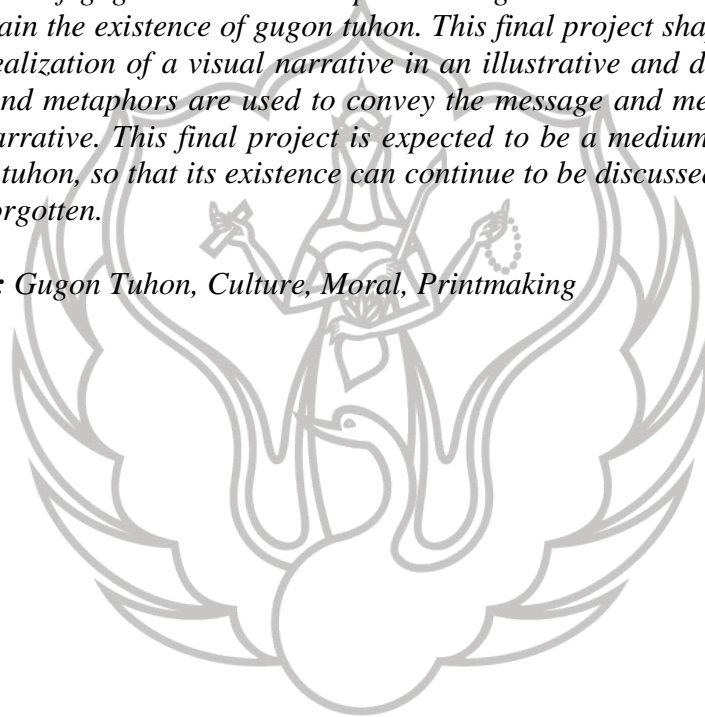 ain the existence of gugon tuhon. This final project sha
ealization of a visual narrative in an illustrative and d
nd metaphors are used to convey the message and me
arrative. This final project is expected to be a medium
tuhon, so that its existence can continue to be discussed
orgotten.
: Gugon Tuhon, Culture, Moral, Printmaking